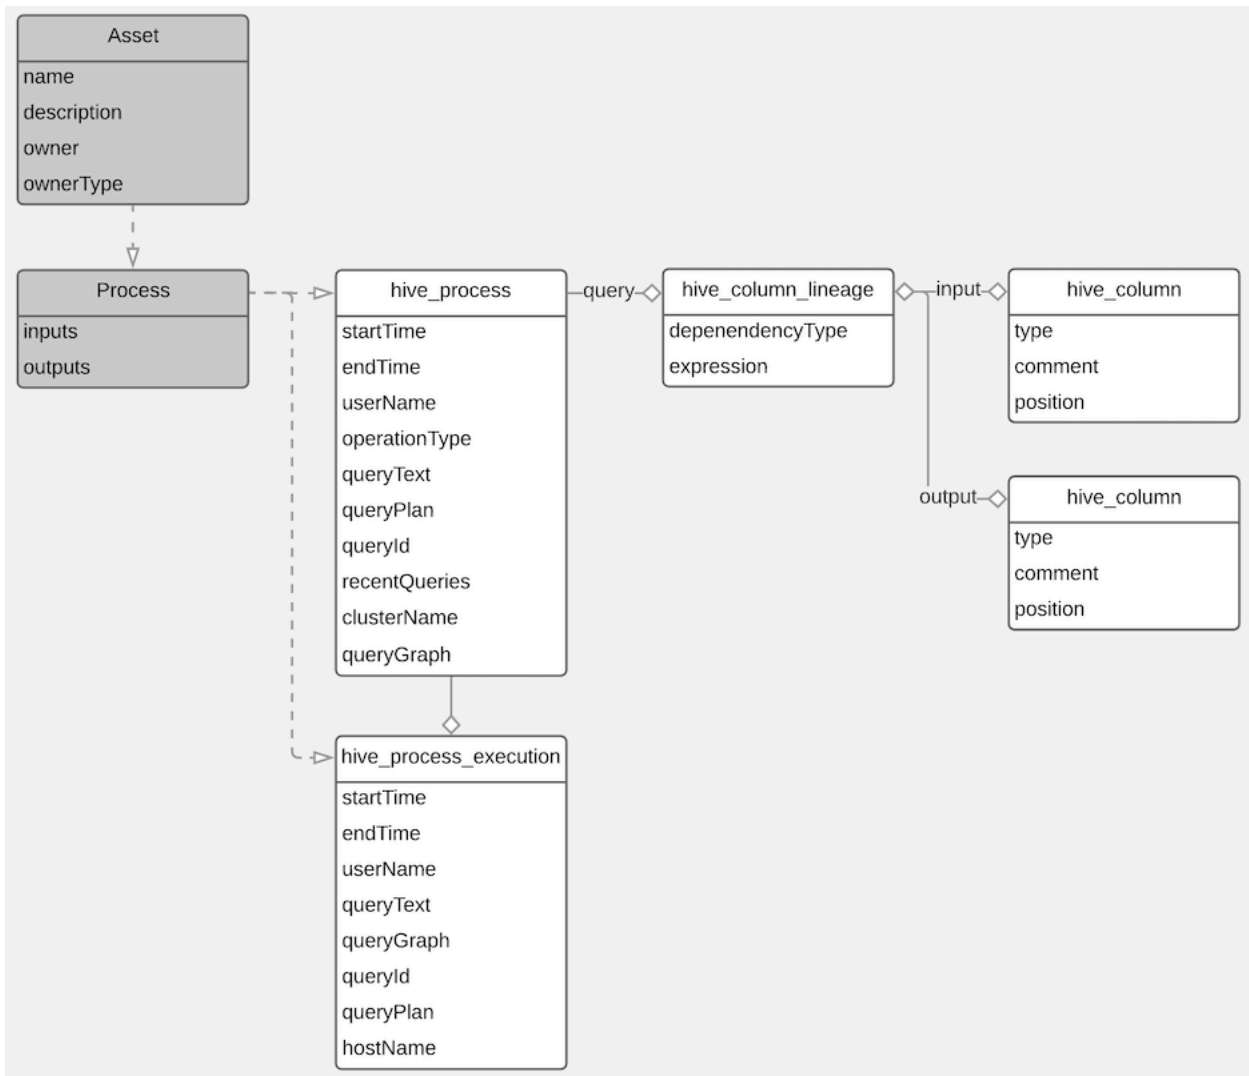 Asset
name
description
owner
ownerType
Process
inputs
outputs
hive_process
startTime
endTime
userName
operationType
queryText
queryPlan
queryId
recentQueries
clusterName
queryGraph
query
hive_column_lineage
depenendencyType
expression
input
hive_column
type
comment
position
output
hive_column
type
comment
position
hive_process_execution
startTime
endTime
userName
queryText
queryGraph
queryId
queryPlan
hostName